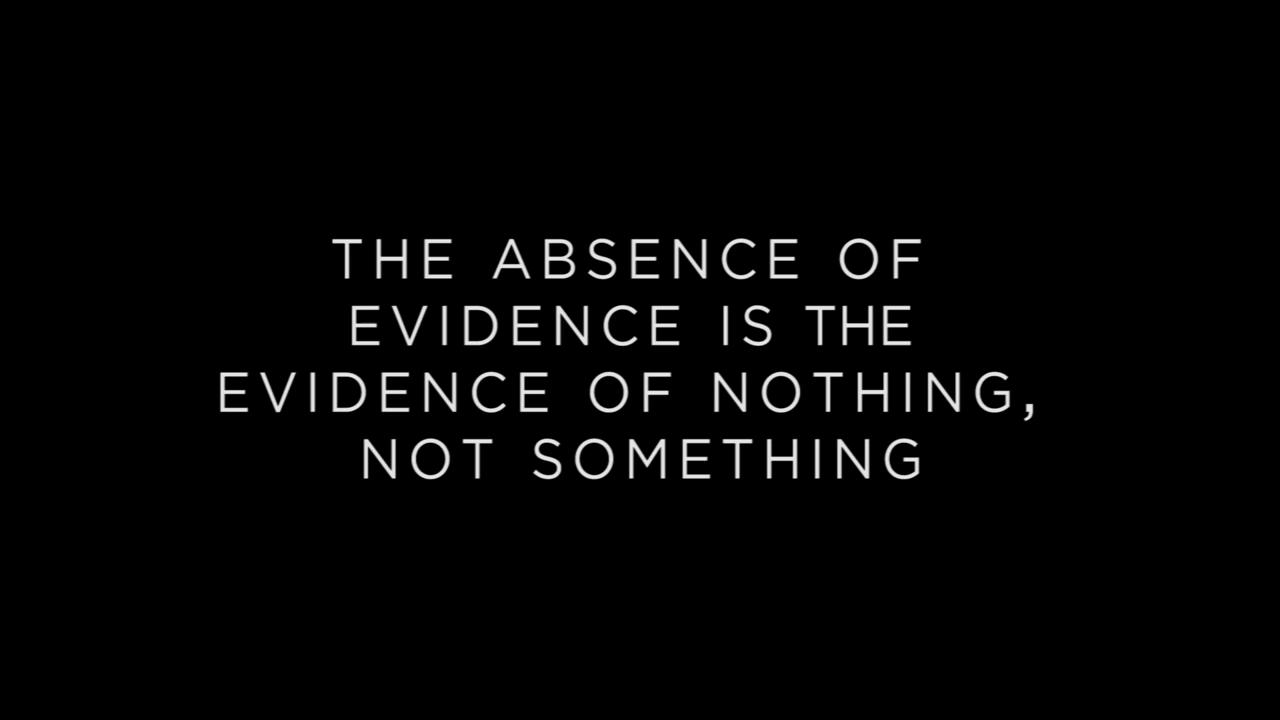 THE ABSENCE OF
EVIDENCE IS THE
EVIDENCE OF NOTHING,
NOT SOMETHING